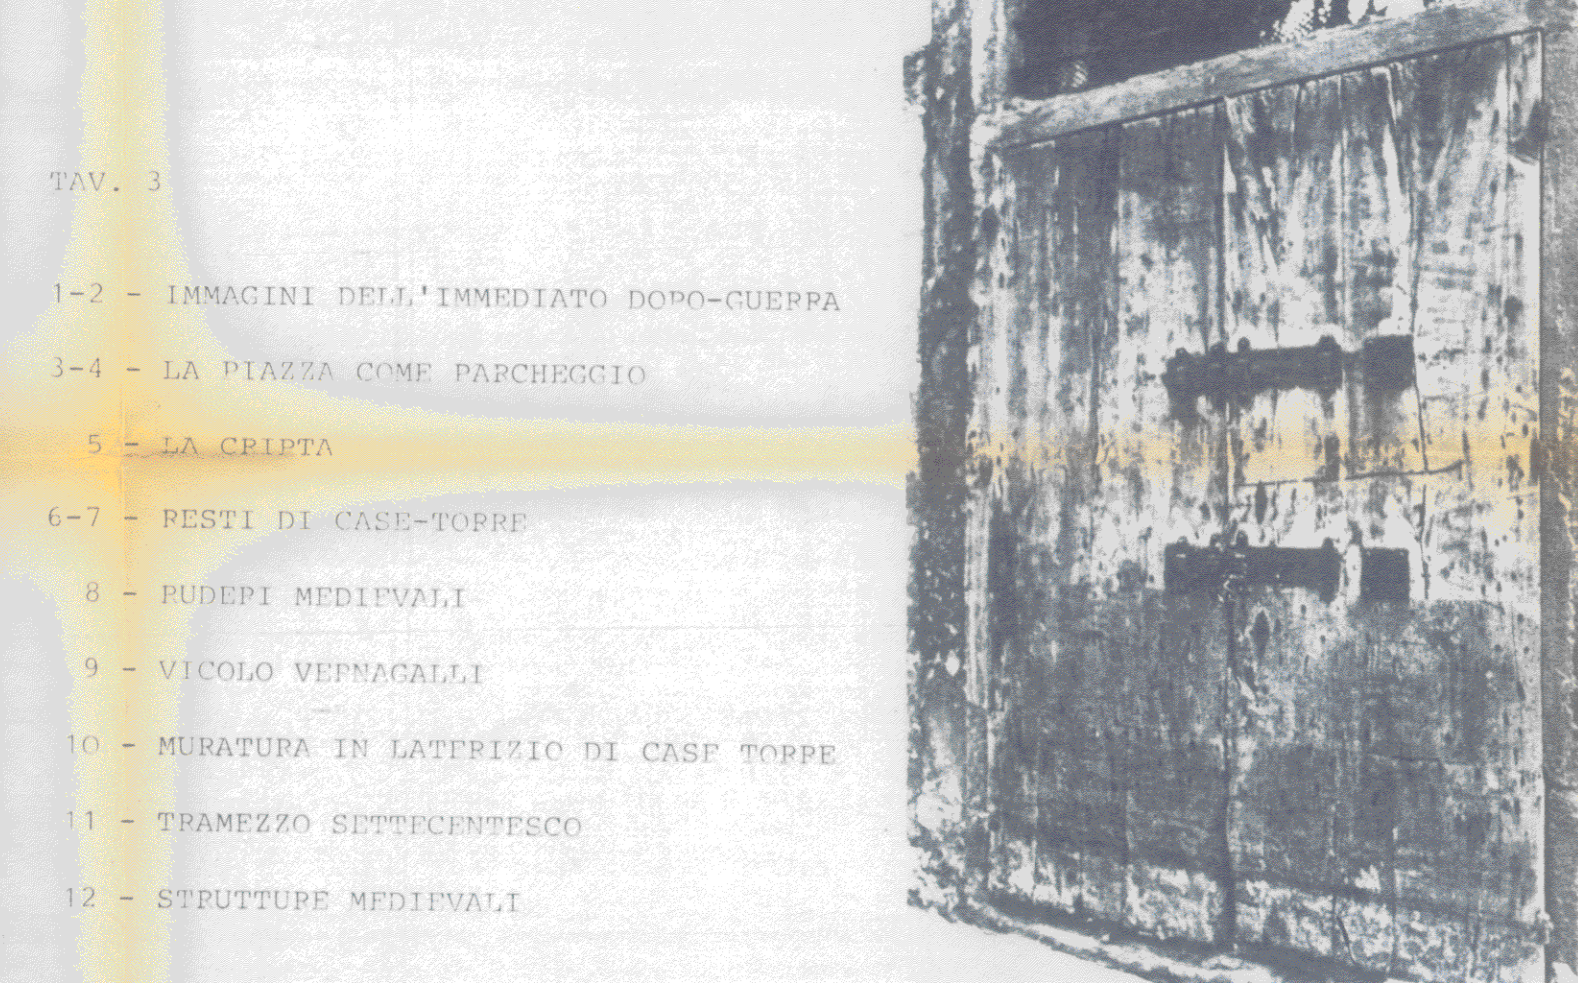 TAV. 3
1-2 - IMMAGINI DELL'IMMEDIATO DOPO-GUERRA
3-4 - LA PIAZZA COME PARCHEGGIO
5 - LA CRIPTA
6-7 - RESTI DI CASE-TORRE
8 - RUDERI MEDIEVALI
9 - VICOLO VERNAGALLI
10 - MURATURA IN LATERIZIO DI CASE TORRE
11 - TRAMEZZO SETTECENTESCO
12 - STRUTTURE MEDIEVALI